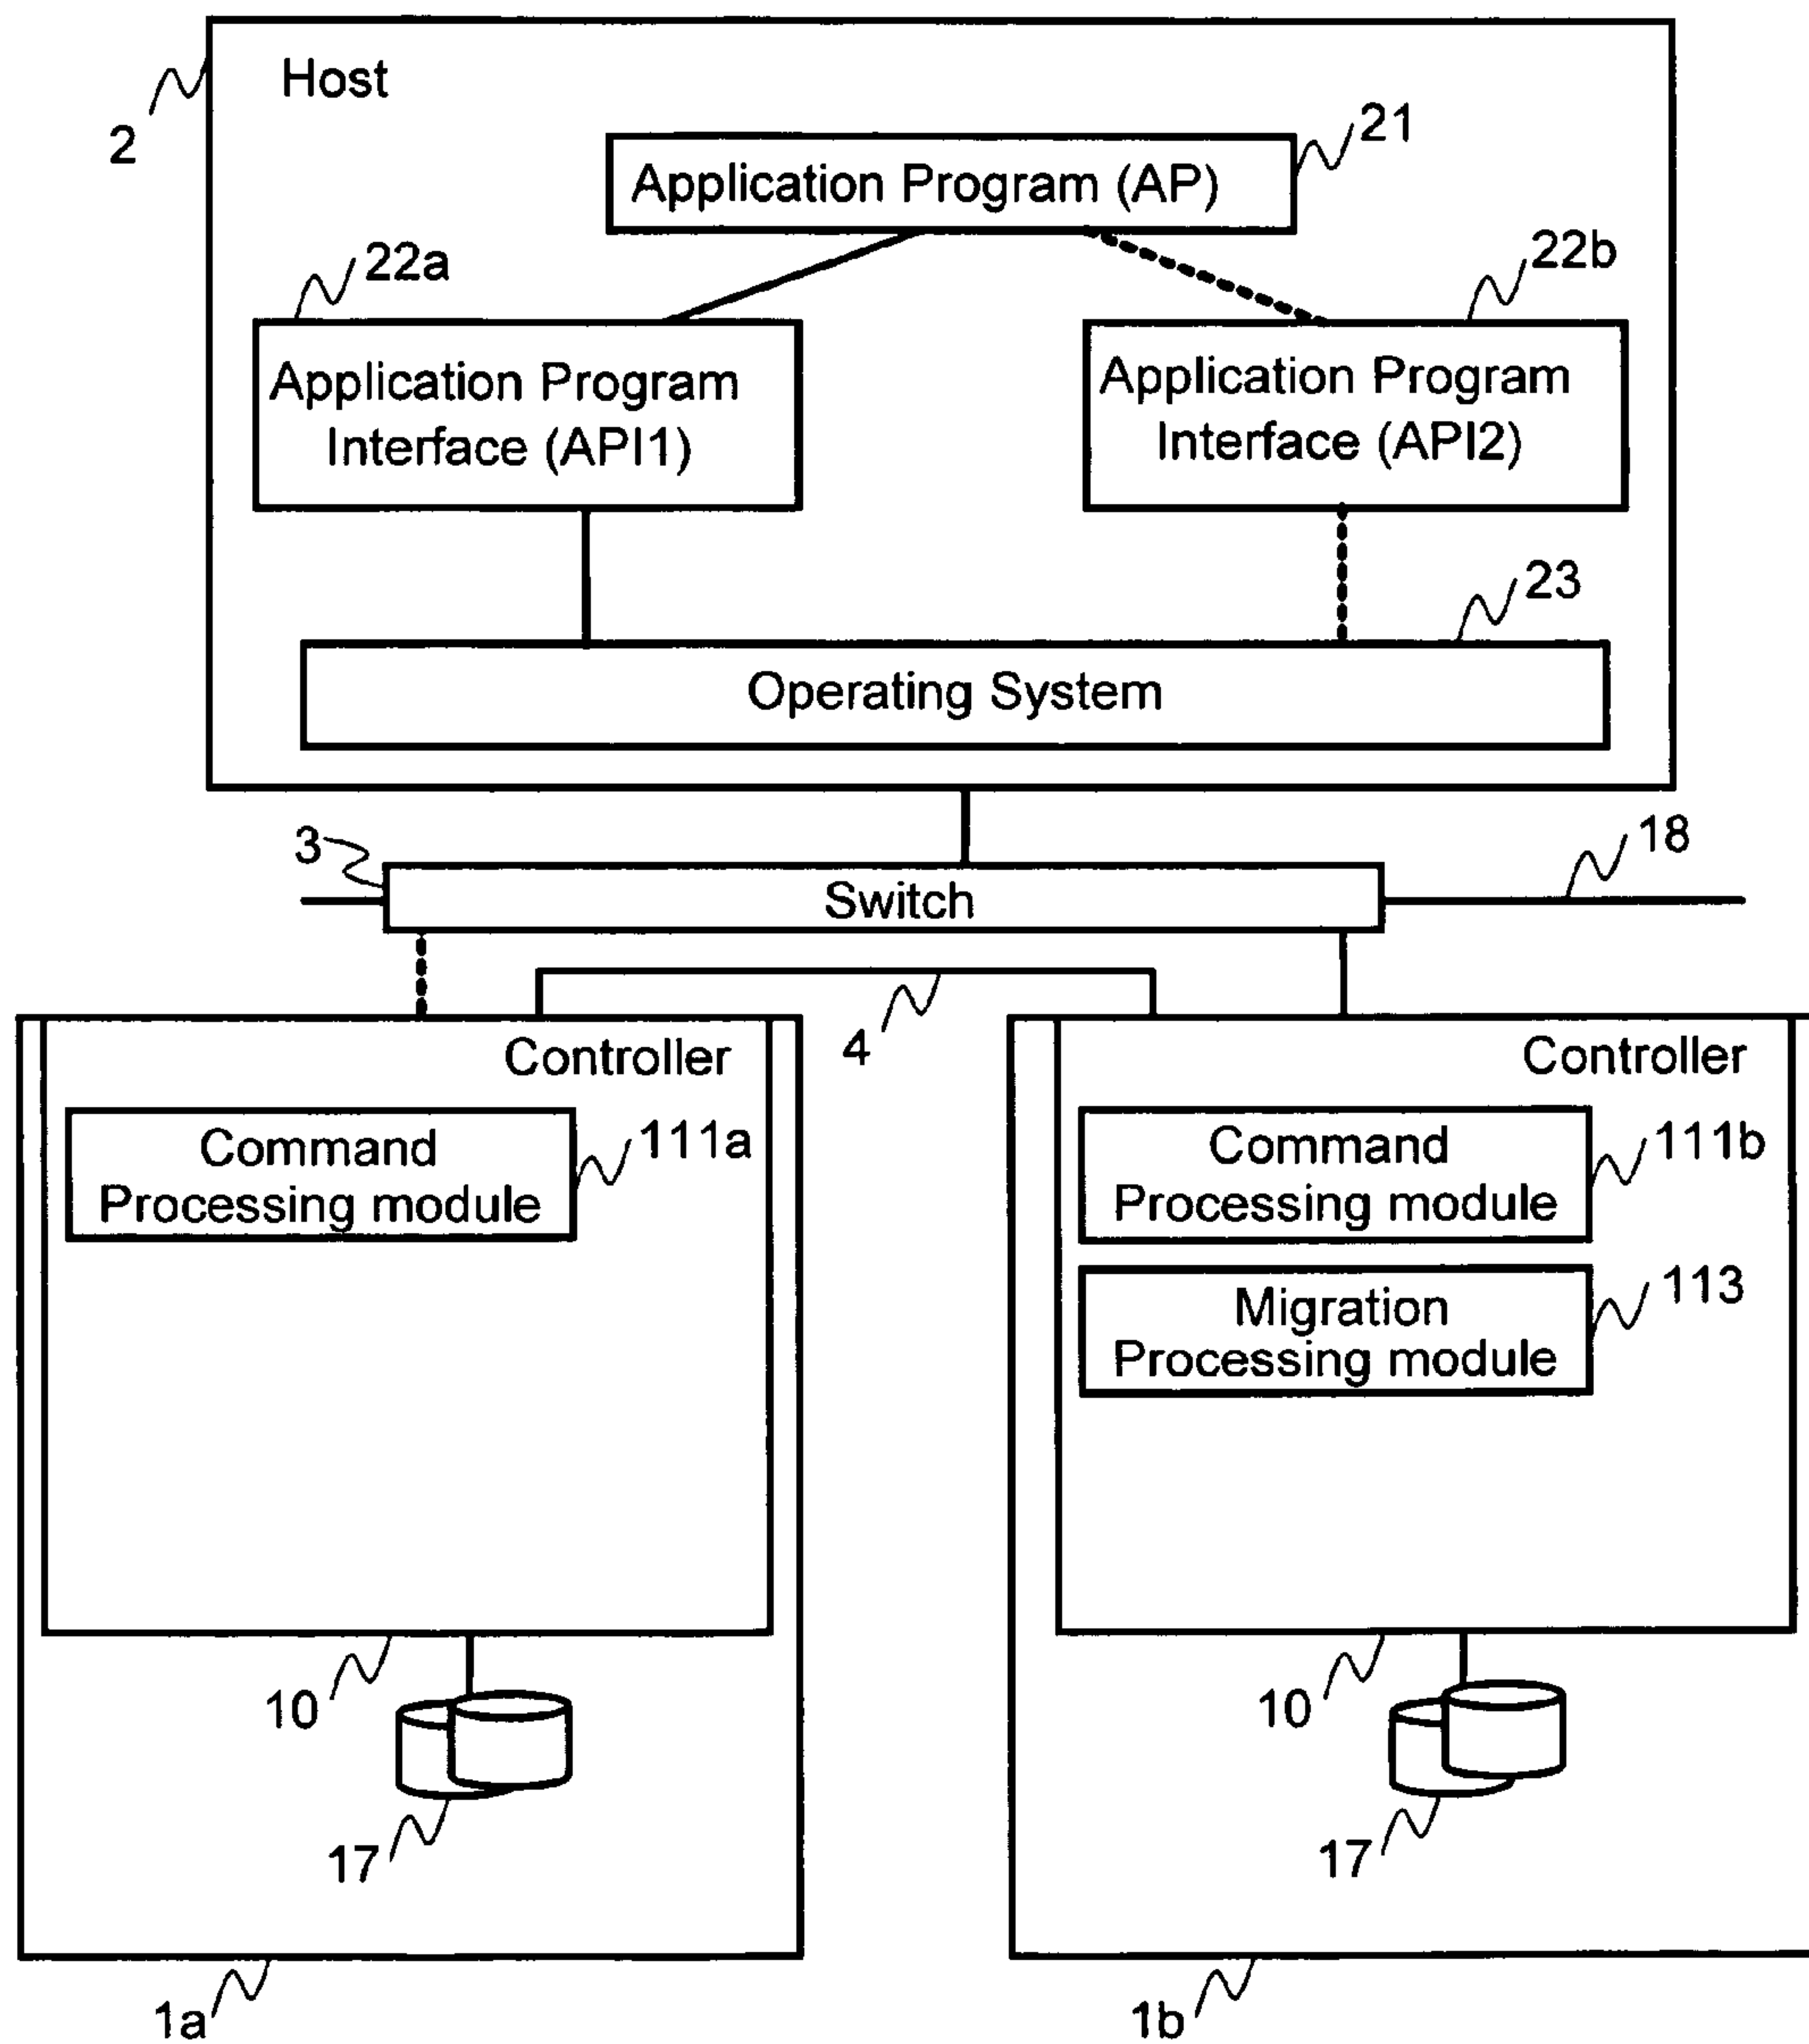 Host
2
21
Application Program (AP)
22a
22b
Application Program
Interface (API1)
Application Program
Interface (API2)
23
Operating System
3
18
Switch
4
Controller
Controller
Command
Processing module
111a
Command
Processing module
111b
Migration
Processing module
113
10
10
17
17
1a
1b